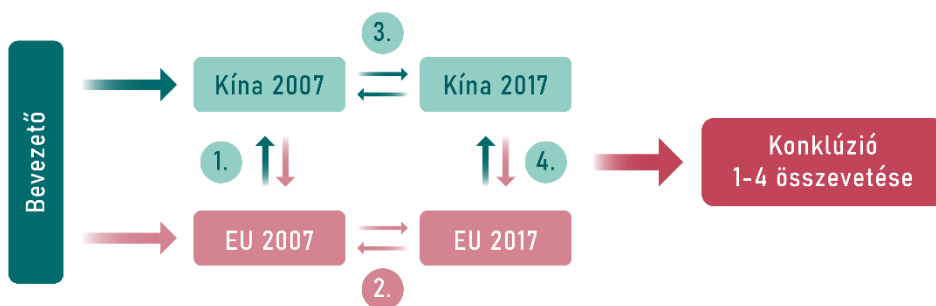 Bevezető
3.
Kína 2007
Kína 2017
1.
4.
Konklúzió
1-4 összevetése
EU 2007
EU 2017
2.